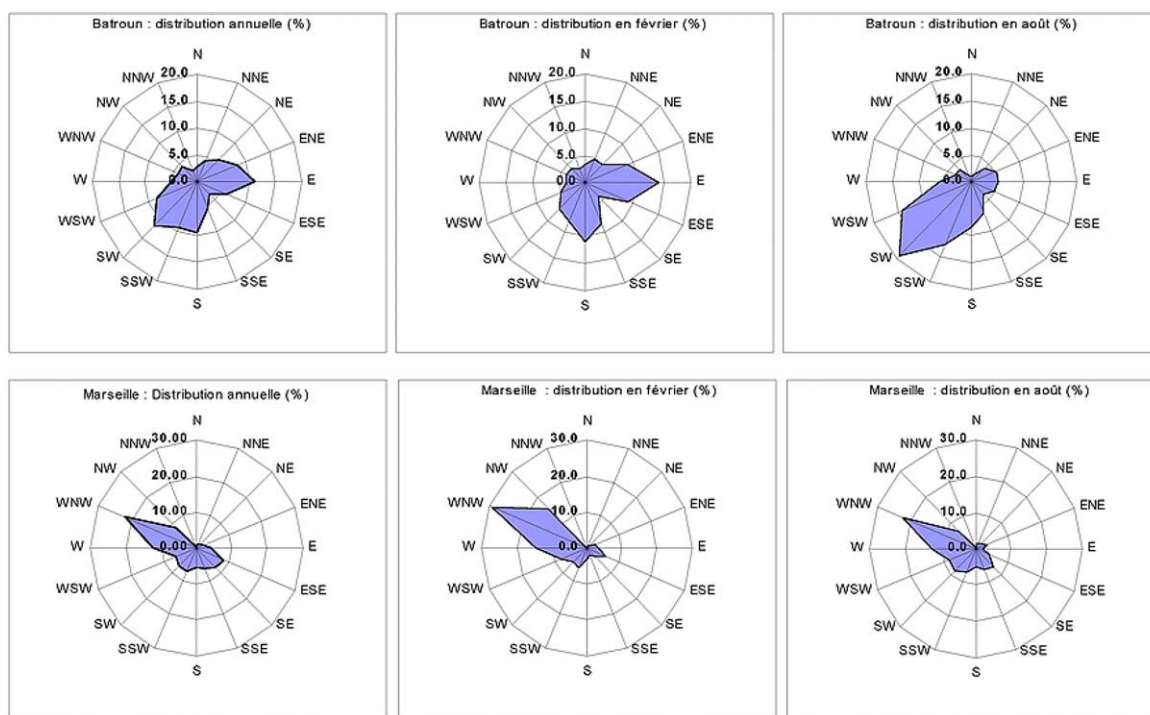 Batroun : distribution annuelle (%)
N
NNW
20.0
NNE
NW
15.0
NE
WNW
10.0
ENE
5.0
W
0.0
E
WSW
ESE
SW
SE
SSW
SSE
S
Batroun : distribution en février (%)
N
NNW
20.0
NNE
NW
15.0
NE
WNW
10.0
ENE
5.0
W
0.0
E
WSW
ESE
SW
SE
SSW
SSE
S
Batroun : distribution en août (%)
N
NNW
20.0
NNE
NW
15.0
NE
WNW
10.0
ENE
5.0
W
0.0
E
WSW
ESE
SW
SE
SSW
SSE
S
Marseille : Distribution annuelle (%)
N
NNW
30.00
NNE
NW
20.00
NE
WNW
10.00
ENE
W
0.00
E
WSW
ESE
SW
SE
SSW
SSE
S
Marseille : distribution en février (%)
N
NNW
30.0
NNE
NW
20.0
NE
WNW
10.0
ENE
W
0.0
E
WSW
ESE
SW
SE
SSW
SSE
S
Marseille : distribution en août (%)
N
NNW
30.0
NNE
NW
20.0
NE
WNW
10.0
ENE
W
0.0
E
WSW
ESE
SW
SE
SSW
SSE
S